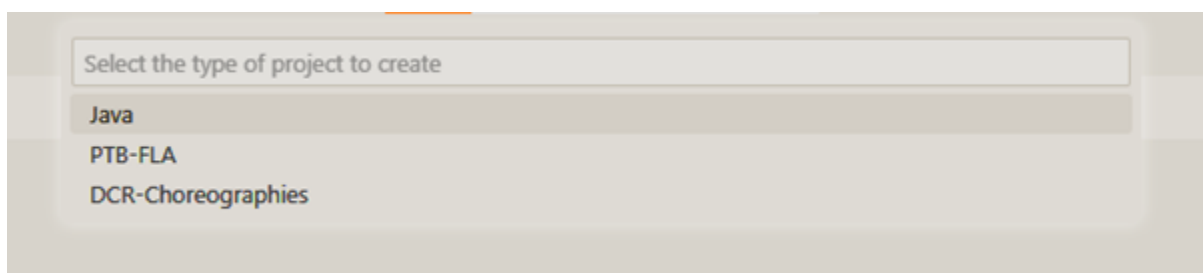 Select the type of project to create
Java
PTB-FLA
DCR-Choreographies